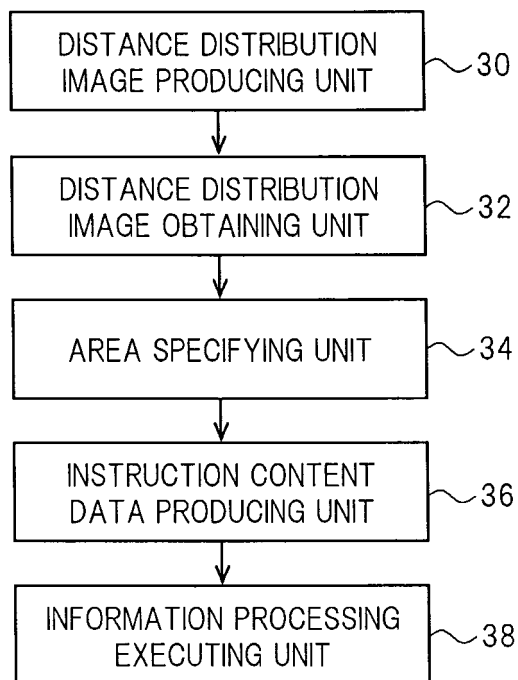 DISTANCE DISTRIBUTION
IMAGE PRODUCING UNIT
30
DISTANCE DISTRIBUTION
IMAGE OBTAINING UNIT
32
AREA SPECIFYING UNIT
34
INSTRUCTION CONTENT
DATA PRODUCING UNIT
36
INFORMATION PROCESSING
EXECUTING UNIT
38